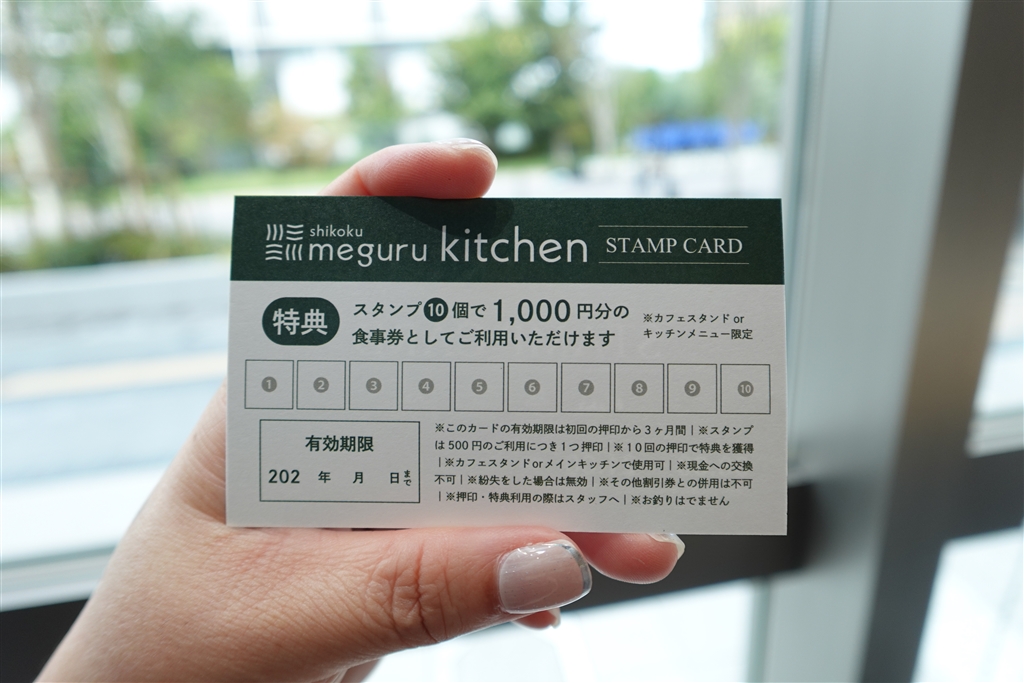 shikoku
meguru kitchen STAMP CARD
特典
スタンプ10個で1,000円分の
食事券としてご利用いただけます
※カフェスタンド or
キッチンメニュー限定
1 2 3 4 5 6 7 8 9 10
有効期限
202 年 月 日まで
※このカードの有効期限は初回の押印から3ヶ月間 | ※スタンプ
は500円のご利用につき1つ押印 | ※10回の押印で特典を獲得
| ※カフェスタンドorメインキッチンで使用可 | ※現金への交換
不可 | ※紛失をした場合は無効 | ※その他割引券との併用は不可
| ※押印・特典利用の際はスタッフへ | ※お釣りはでません